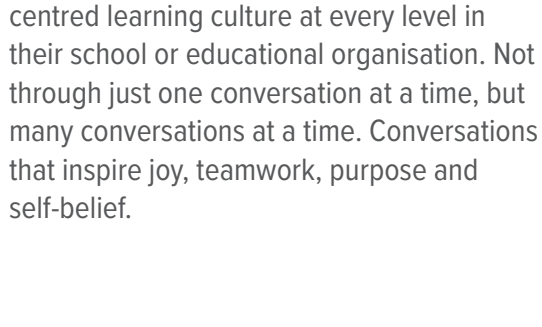 centred learning culture at every level in
their school or educational organisation. Not
through just one conversation at a time, but
many conversations at a time. Conversations
that inspire joy, teamwork, purpose and
self-belief.